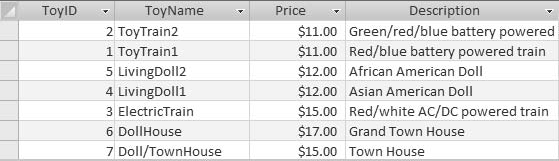 ToyID ToyName Price Description
2 ToyTrain2 $11.00 Green/red/blue battery powered
1 ToyTrain1 $11.00 Red/blue battery powered train
5 LivingDoll2 $12.00 African American Doll
4 LivingDoll1 $12.00 Asian American Doll
3 ElectricTrain $15.00 Red/white AC/DC powered train
6 DollHouse $17.00 Grand Town House
7 Doll/TownHouse $15.00 Town House